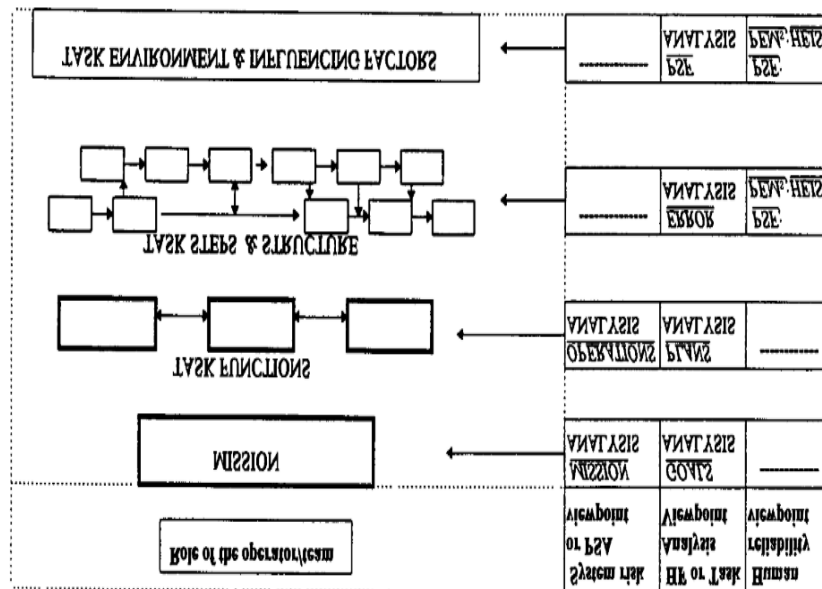 Role of the operator/team
System risk
or PSA
viewpoint
HF or Task
Analysis
Viewpoint
Human
reliability
viewpoint
MISSION
MISSION
ANALYSIS
GOALS
ANALYSIS
TASK FUNCTIONS
OPERATIONS
ANALYSIS
PLANS
ANALYSIS
TASK STEPS & STRUCTURE
ERROR
ANALYSIS
PSF;
PEMs; HEIS
TASK ENVIRONMENT & INFLUENCING FACTORS
PSF
ANALYSIS
PSF;
PEMs; HEIS